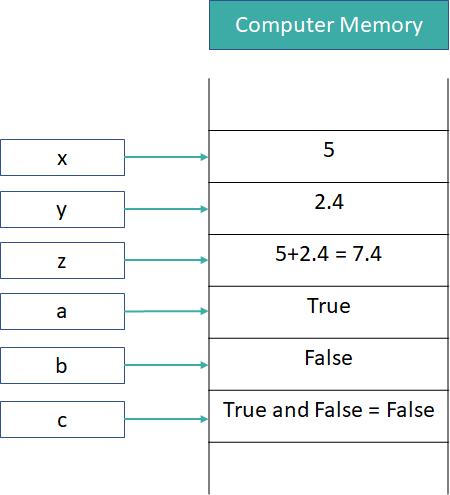 Computer Memory
x
5
y
2.4
z
5+2.4 = 7.4
a
True
b
False
c
True and False = False